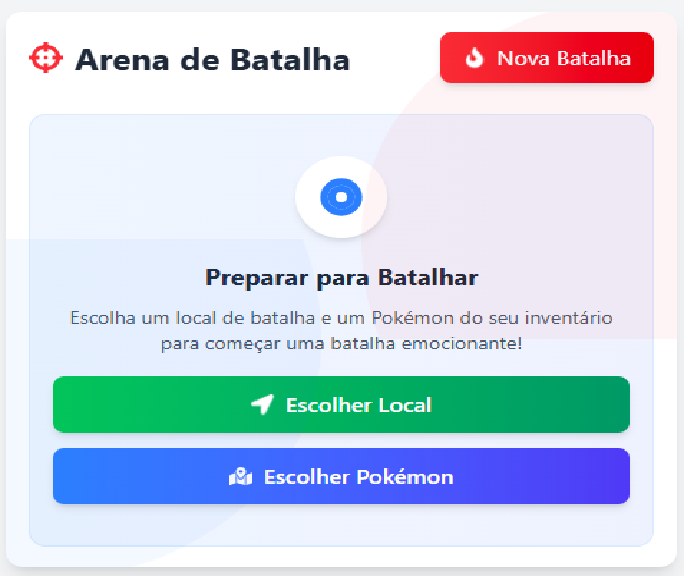 Arena de Batalha
Nova Batalha
Preparar para Batalhar
Escolha um local de batalha e um Pokémon do seu inventário
para começar uma batalha emocionante!
Escolher Local
Escolher Pokémon